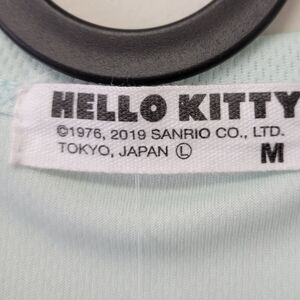 HELLO KITTY
©1976, 2019 SANRIO CO., LTD.
TOKYO, JAPAN Ⓛ
M